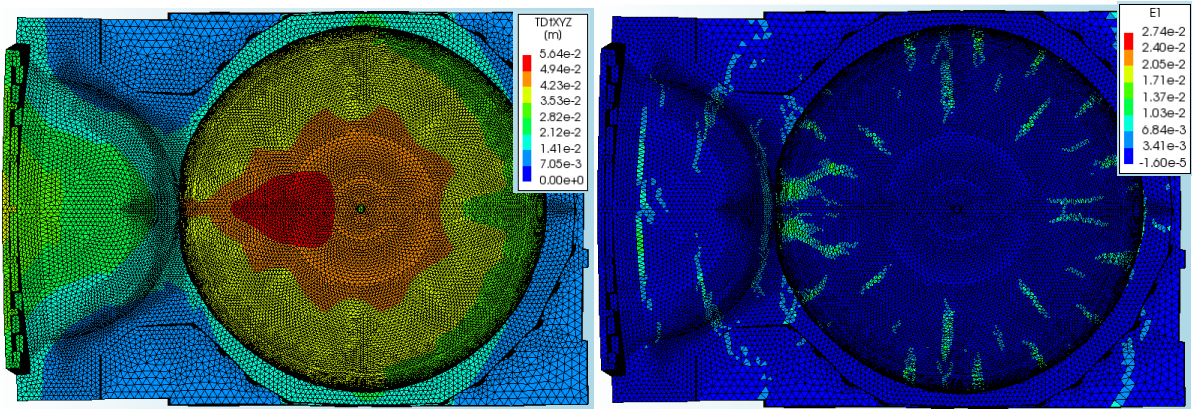 TDtXYZ
(m)
5.64e-2
4.94e-2
4.23e-2
3.53e-2
2.82e-2
2.12e-2
1.41e-2
7.05e-3
0.00e+0
E1
2.74e-2
2.40e-2
2.05e-2
1.71e-2
1.37e-2
1.03e-2
6.84e-3
3.41e-3
-1.60e-5